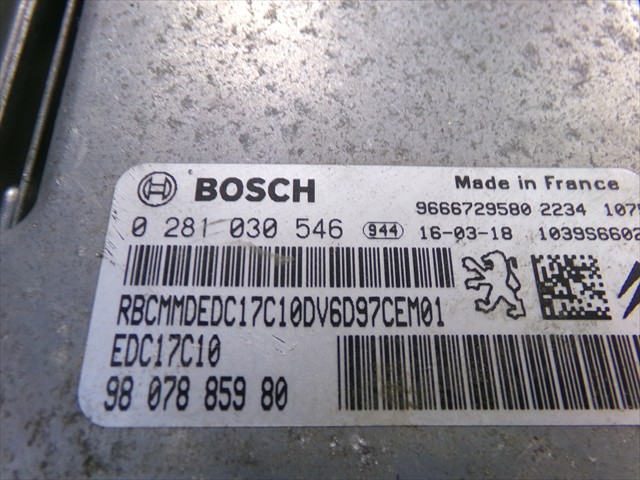 BOSCH
Made in France
9666729580 2234
0 281 030 546 944 16-03-18 1039S6602
RBCMMDEDC17C10DV6D97CEM01
EDC17C10
98 078 859 80